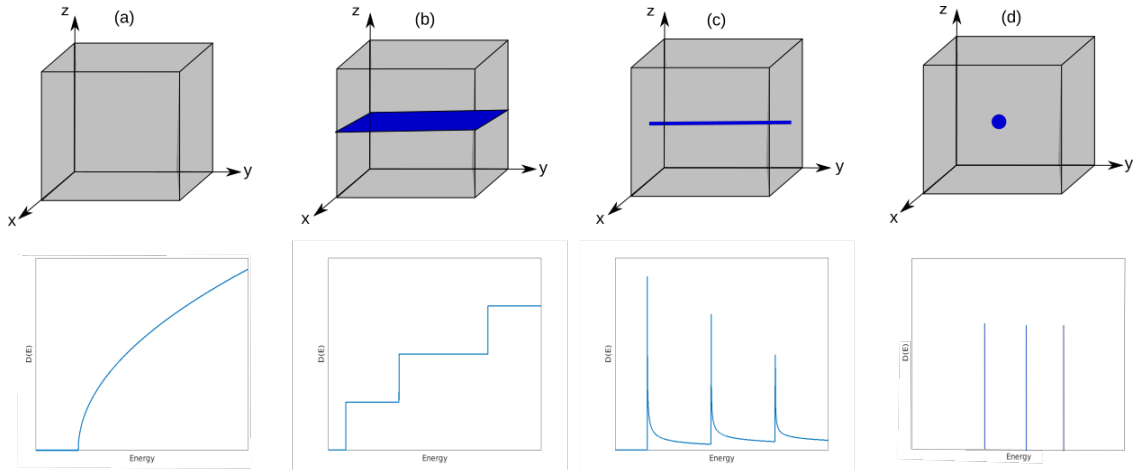 (a)
z
y
x
(b)
z
y
x
(c)
z
y
x
(d)
z
y
x
D(E)
Energy
D(E)
Energy
D(E)
Energy
D(E)
Energy